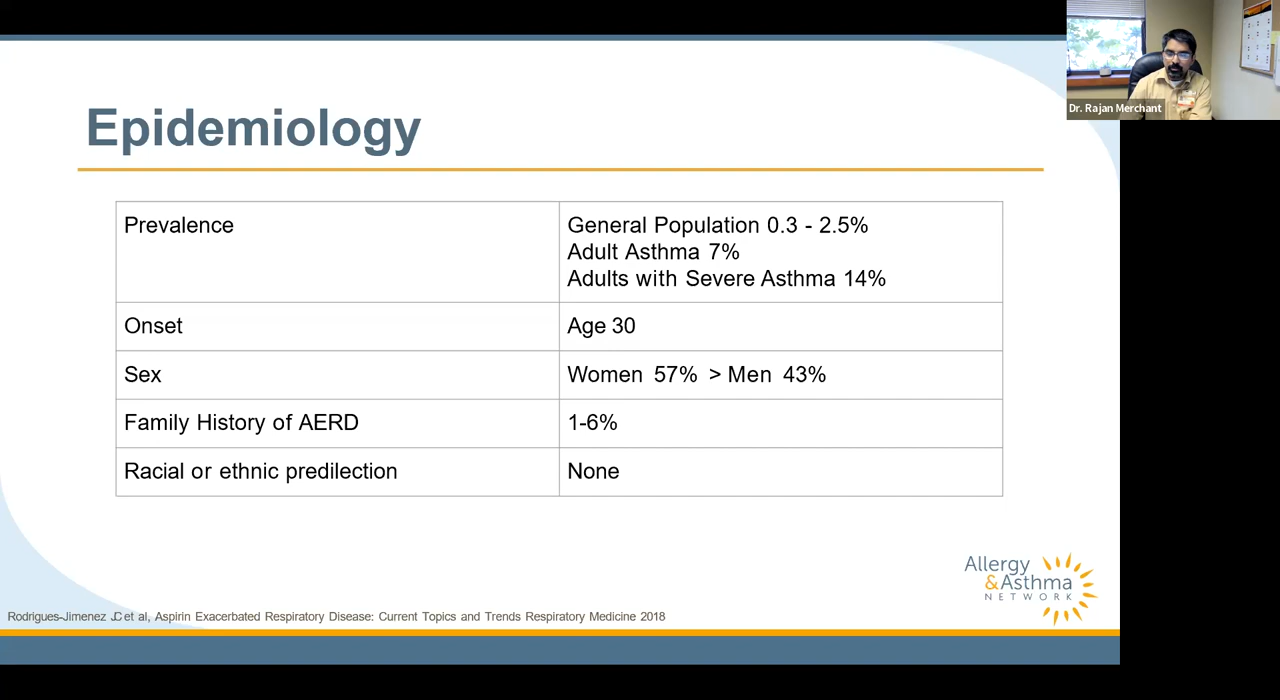 Dr. Rajan Merchant
Epidemiology
Prevalence
General Population 0.3 - 2.5%
Adult Asthma 7%
Adults with Severe Asthma 14%
Onset
Age 30
Sex
Women 57% > Men 43%
Family History of AERD
1-6%
Racial or ethnic predilection
None
Allergy
&Asthma
NETWORK
Rodrigues-Jimenez .C et al, Aspirin Exacerbated Respiratory Disease: Current Topics and Trends Respiratory Medicine 2018